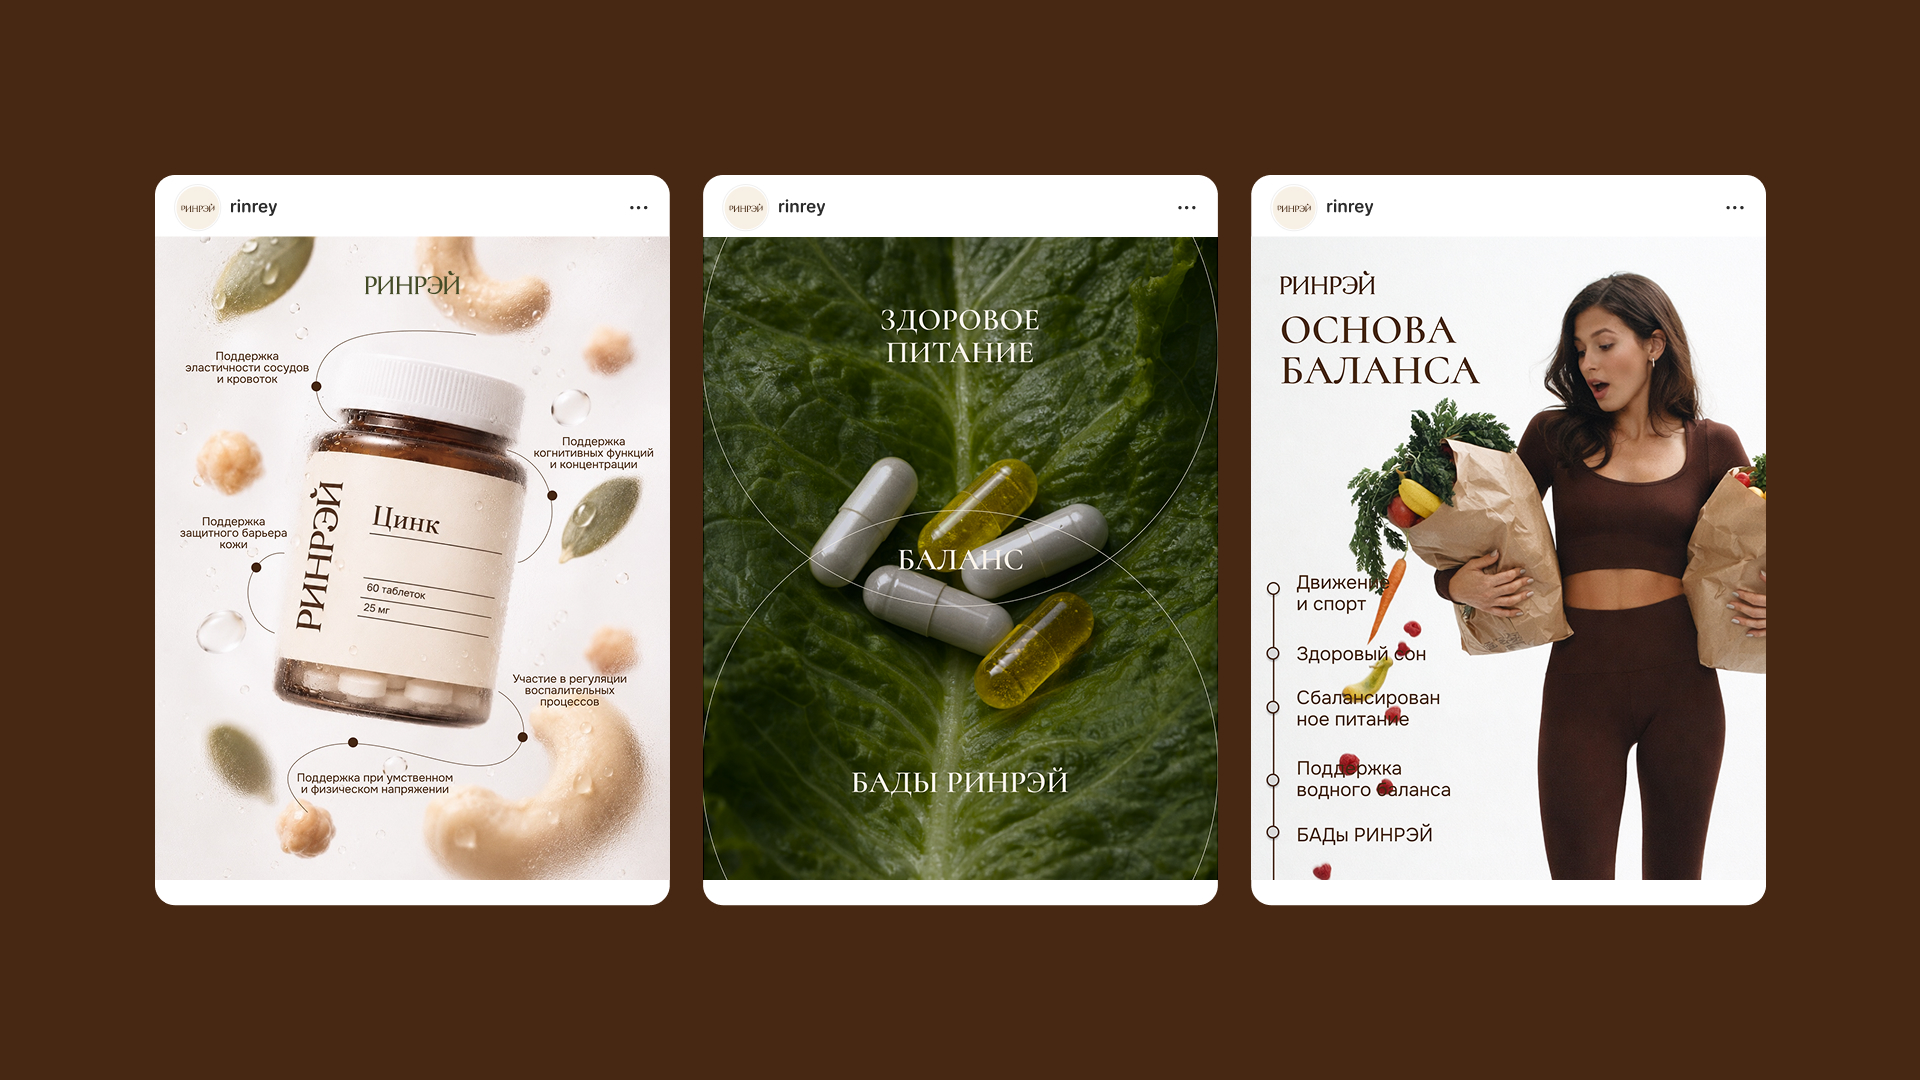 РИНРЭЙ
rinrey
РИНРЭЙ
Поддержка
эластичности сосудов
и кровоток
Поддержка
когнитивных функций
и концентрации
Поддержка
защитного барьера
кожи
РИНРЭЙ
Цинк
60 таблеток
25 мг
Участие в регуляции
воспалительных
процессов
Поддержка при умственном
и физическом напряжении
РИНРЭЙ
rinrey
ЗДОРОВОЕ
ПИТАНИЕ
БАЛАНС
БАДЫ РИНРЭЙ
РИНРЭЙ
rinrey
РИНРЭЙ
ОСНОВА
БАЛАНСА
Движение
и спорт
Здоровый сон
Сбалансирован
ное питание
Поддержка
водного баланса
БАДы РИНРЭЙ